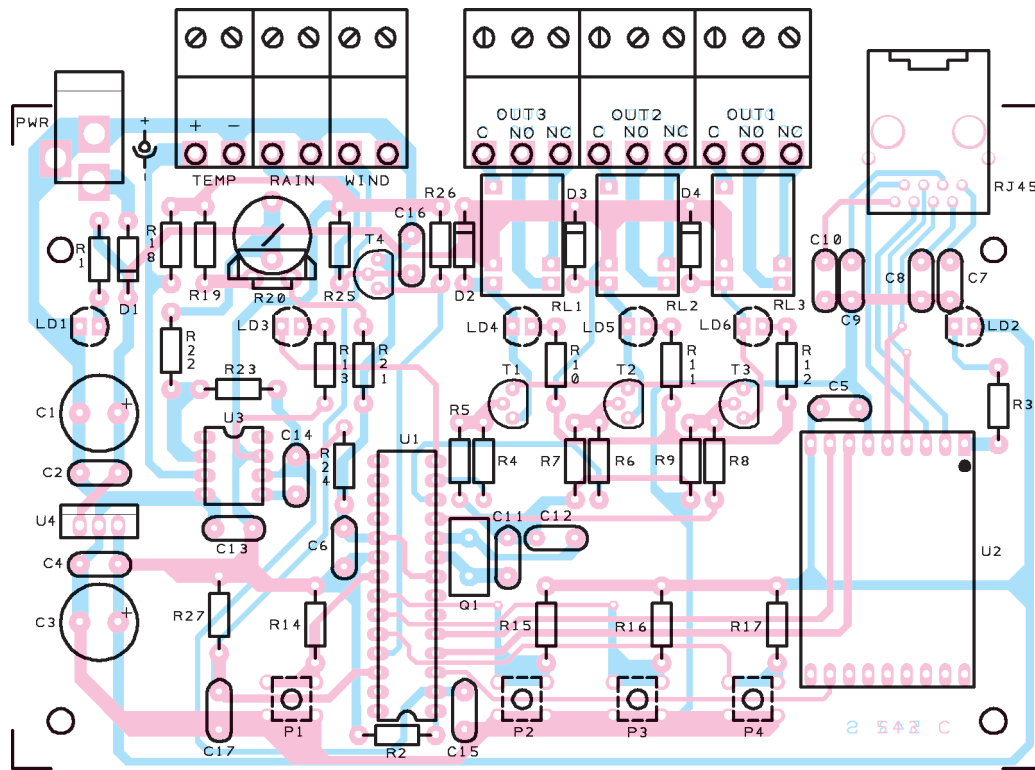 OUT3 OUT2 OUT1
PWR + + - C NO NC C NO NC C NO NC
-
TEMP RAIN WIND
RJ45
R26 D3 D4
C16
R1 R18 T4 C10 C8 C7
D1 R19 R20 R25 D2 RL1 RL2 RL3
C9
LD1 LD3 LD4 LD5 LD6 LD2
R22 R13 R21 R10 R11 R12
R23 T1 T2 T3 C5 R3
C1 + U3 C14 U1 R5
R24 R4 R7 R6 R9 R8
C2
U4 C13 C6 C11 C12
C4 Q1 U2
C3 + R27 R14 R15 R16 R17
C17 P1 R2 C15 P2 P3 P4